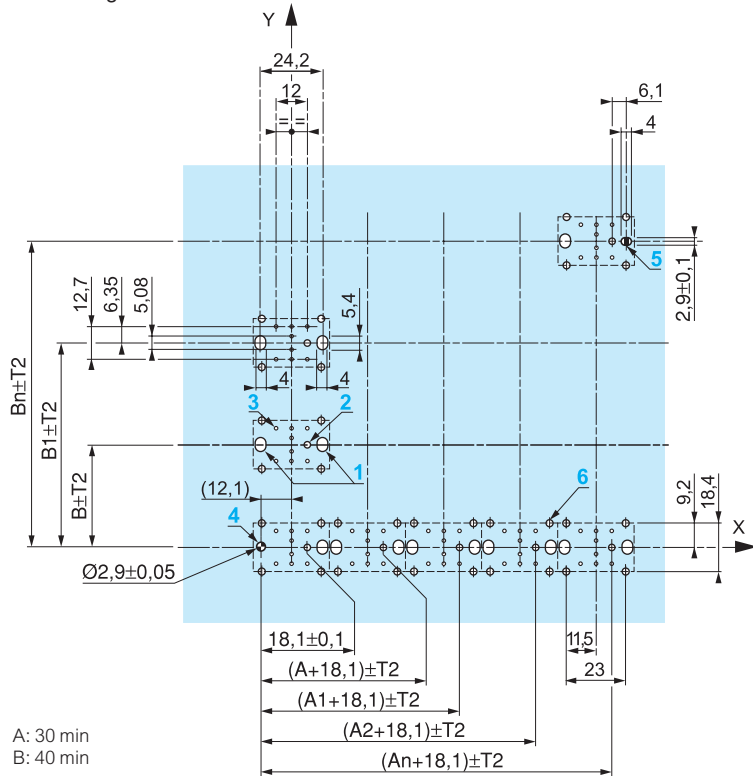 Y
24,2
12
= =
6,1
4
5
2,9±0,1
12,7
6,35
5,08
5,4
4
4
3
2
1
Bn±T2
B1±T2
B±T2
(12,1)
4
6
9,2
18,4
X
Ø2,9±0,05
18,1±0,1
11,5
23
(A+18,1)±T2
(A1+18,1)±T2
(A2+18,1)±T2
(An+18,1)±T2
A: 30 min
B: 40 min